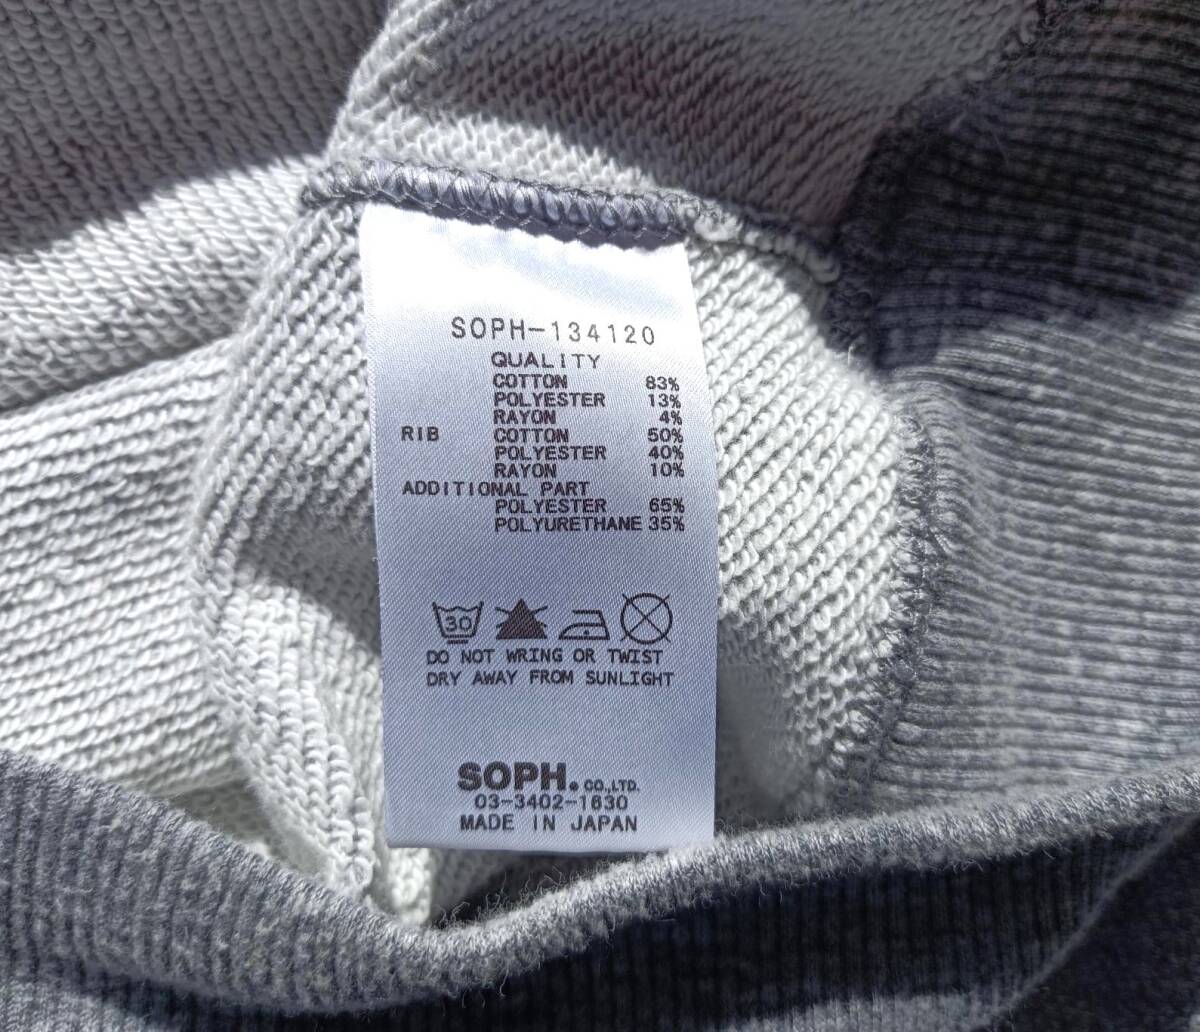 SOPH-134120
QUALITY
COTTON 83%
POLYESTER 13%
RAYON 4%
RIB COTTON 50%
POLYESTER 40%
RAYON 10%
ADDITIONAL PART
POLYESTER 65%
POLYURETHANE 35%
30
DO NOT WRING OR TWIST
DRY AWAY FROM SUNLIGHT
SOPH. CO.,LTD.
03-3402-1830
MADE IN JAPAN